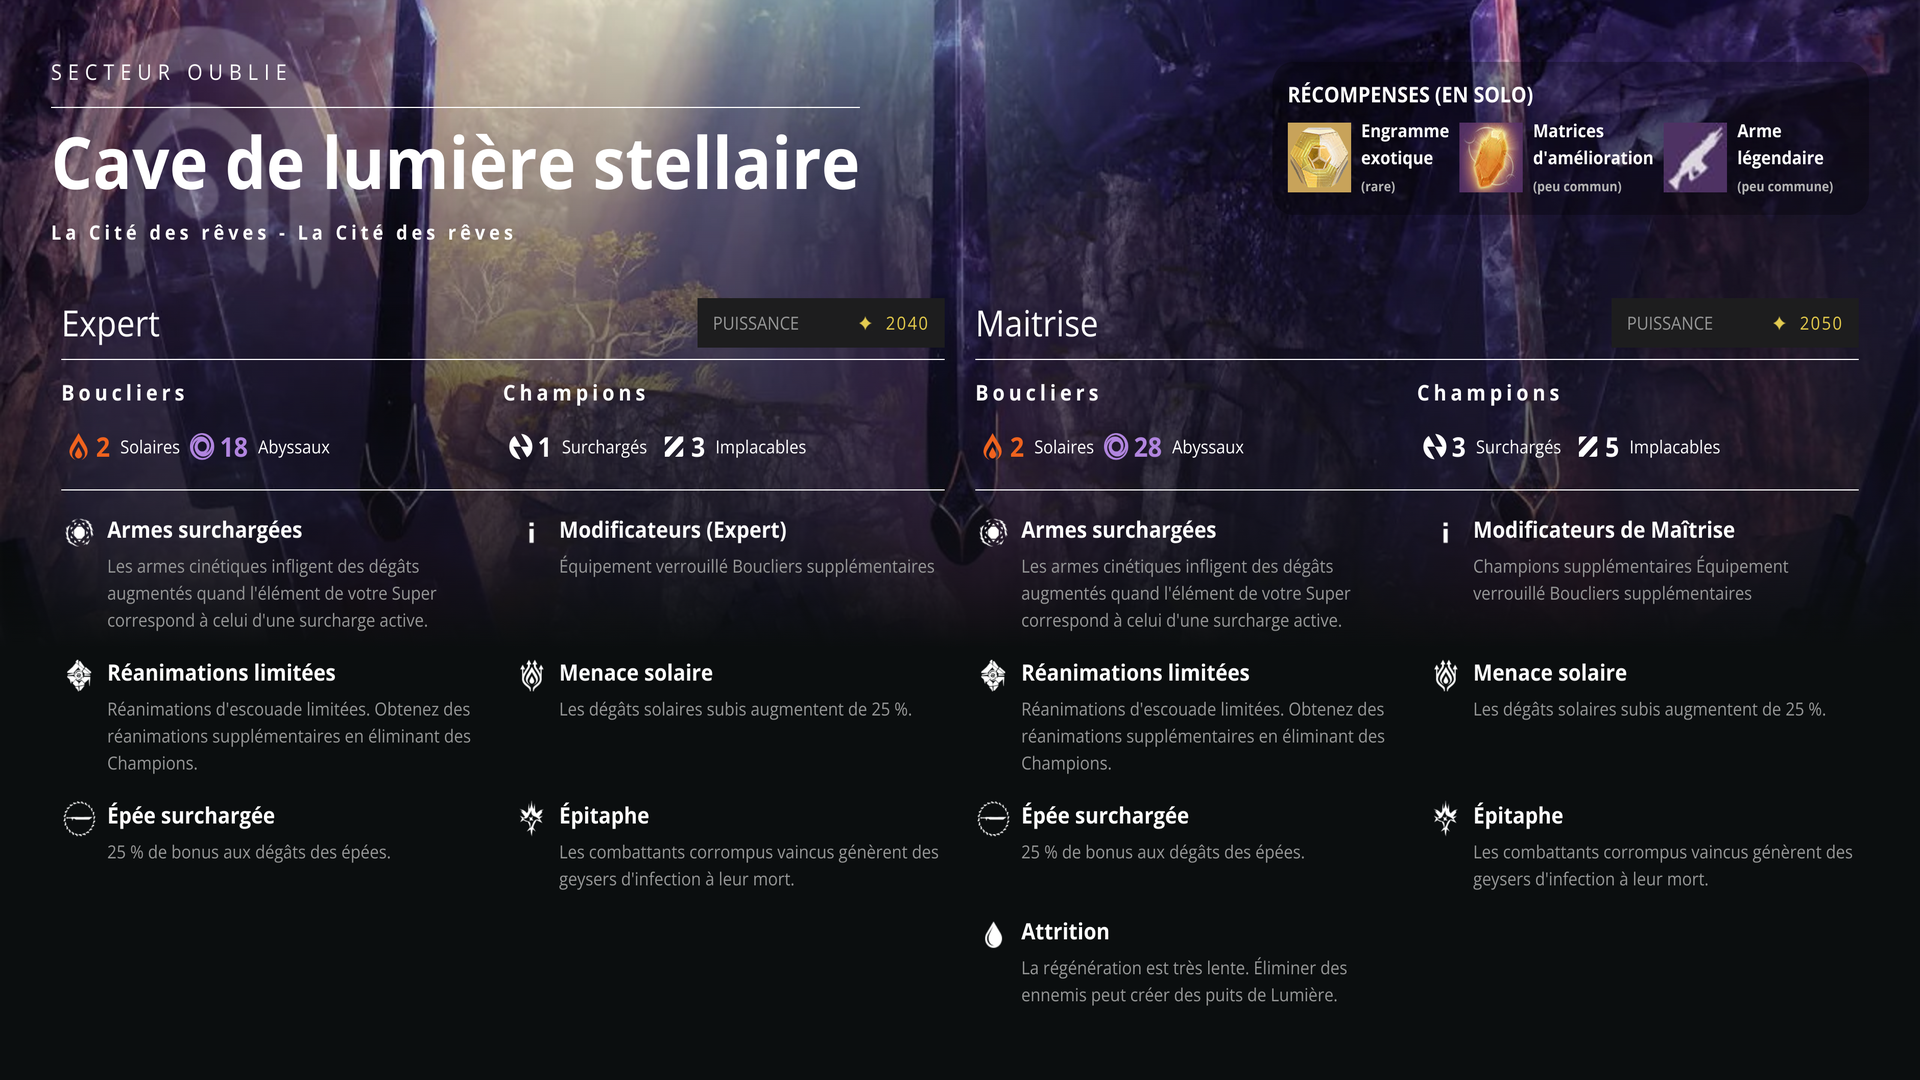 SECTEUR OUBLIE
Cave de lumière stellaire
La Cité des rêves - La Cité des rêves
RÉCOMPENSES (EN SOLO)
Engramme
exotique
(rare)
Matrices
d'amélioration
(peu commun)
Arme
légendaire
(peu commune)
Expert
PUISSANCE 2040
Boucliers
2 Solaires 18 Abyssaux
Champions
1 Surchargés 3 Implacables
Armes surchargées
Les armes cinétiques infligent des dégâts
augmentés quand l'élément de votre Super
correspond à celui d'une surcharge active.
Modificateurs (Expert)
Équipement verrouillé Boucliers supplémentaires
Réanimations limitées
Réanimations d'escouade limitées. Obtenez des
réanimations supplémentaires en éliminant des
Champions.
Menace solaire
Les dégâts solaires subis augmentent de 25 %.
Épée surchargée
25 % de bonus aux dégâts des épées.
Épitaphe
Les combattants corrompus vaincus génèrent des
geysers d'infection à leur mort.
Maitrise
PUISSANCE 2050
Boucliers
2 Solaires 28 Abyssaux
Champions
3 Surchargés 5 Implacables
Armes surchargées
Les armes cinétiques infligent des dégâts
augmentés quand l'élément de votre Super
correspond à celui d'une surcharge active.
Modificateurs de Maîtrise
Champions supplémentaires Équipement
verrouillé Boucliers supplémentaires
Réanimations limitées
Réanimations d'escouade limitées. Obtenez des
réanimations supplémentaires en éliminant des
Champions.
Menace solaire
Les dégâts solaires subis augmentent de 25 %.
Épée surchargée
25 % de bonus aux dégâts des épées.
Épitaphe
Les combattants corrompus vaincus génèrent des
geysers d'infection à leur mort.
Attrition
La régénération est très lente. Éliminer des
ennemis peut créer des puits de Lumière.